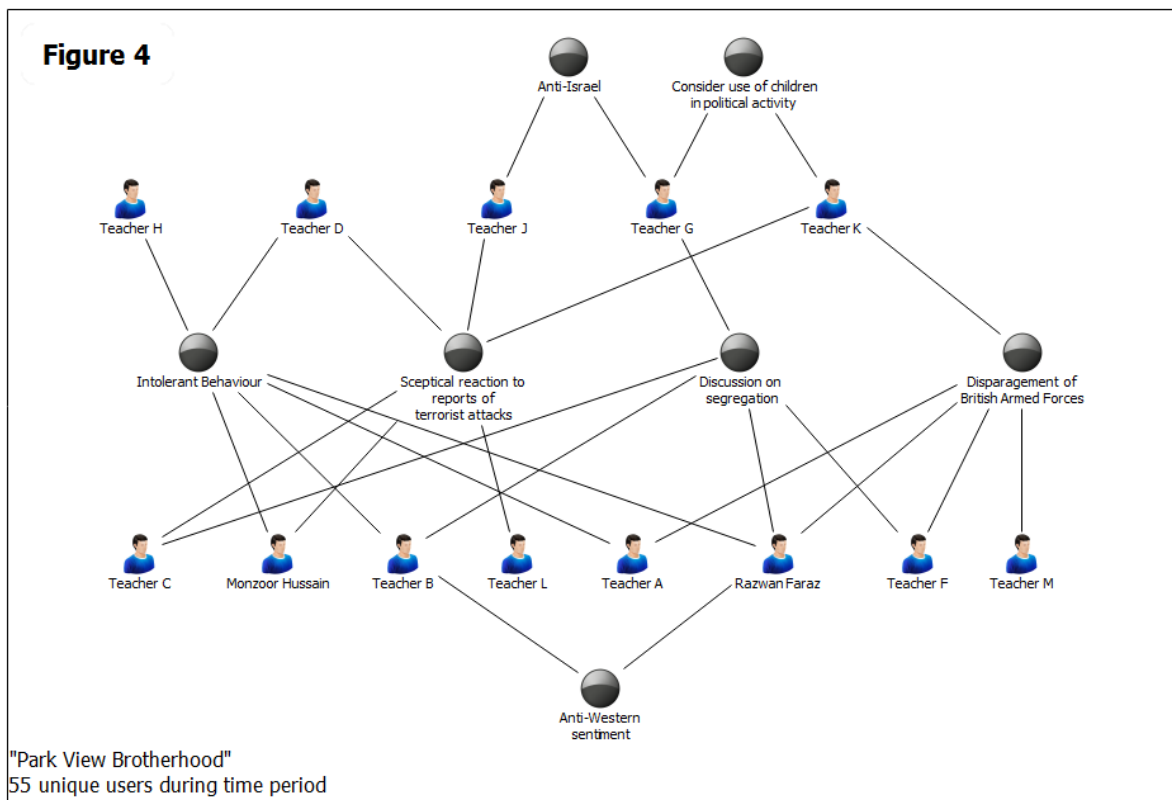 Figure 4
Anti-Israel
Consider use of children
in political activity
Teacher H
Teacher D
Teacher J
Teacher G
Teacher K
Intolerant Behaviour
Sceptical reaction to
reports of
terrorist attacks
Discussion on
segregation
Disparagement of
British Armed Forces
Teacher C
Monzoor Hussain
Teacher B
Teacher L
Teacher A
Razwan Faraz
Teacher F
Teacher M
Anti-Western
sentiment
"Park View Brotherhood"
55 unique users during time period